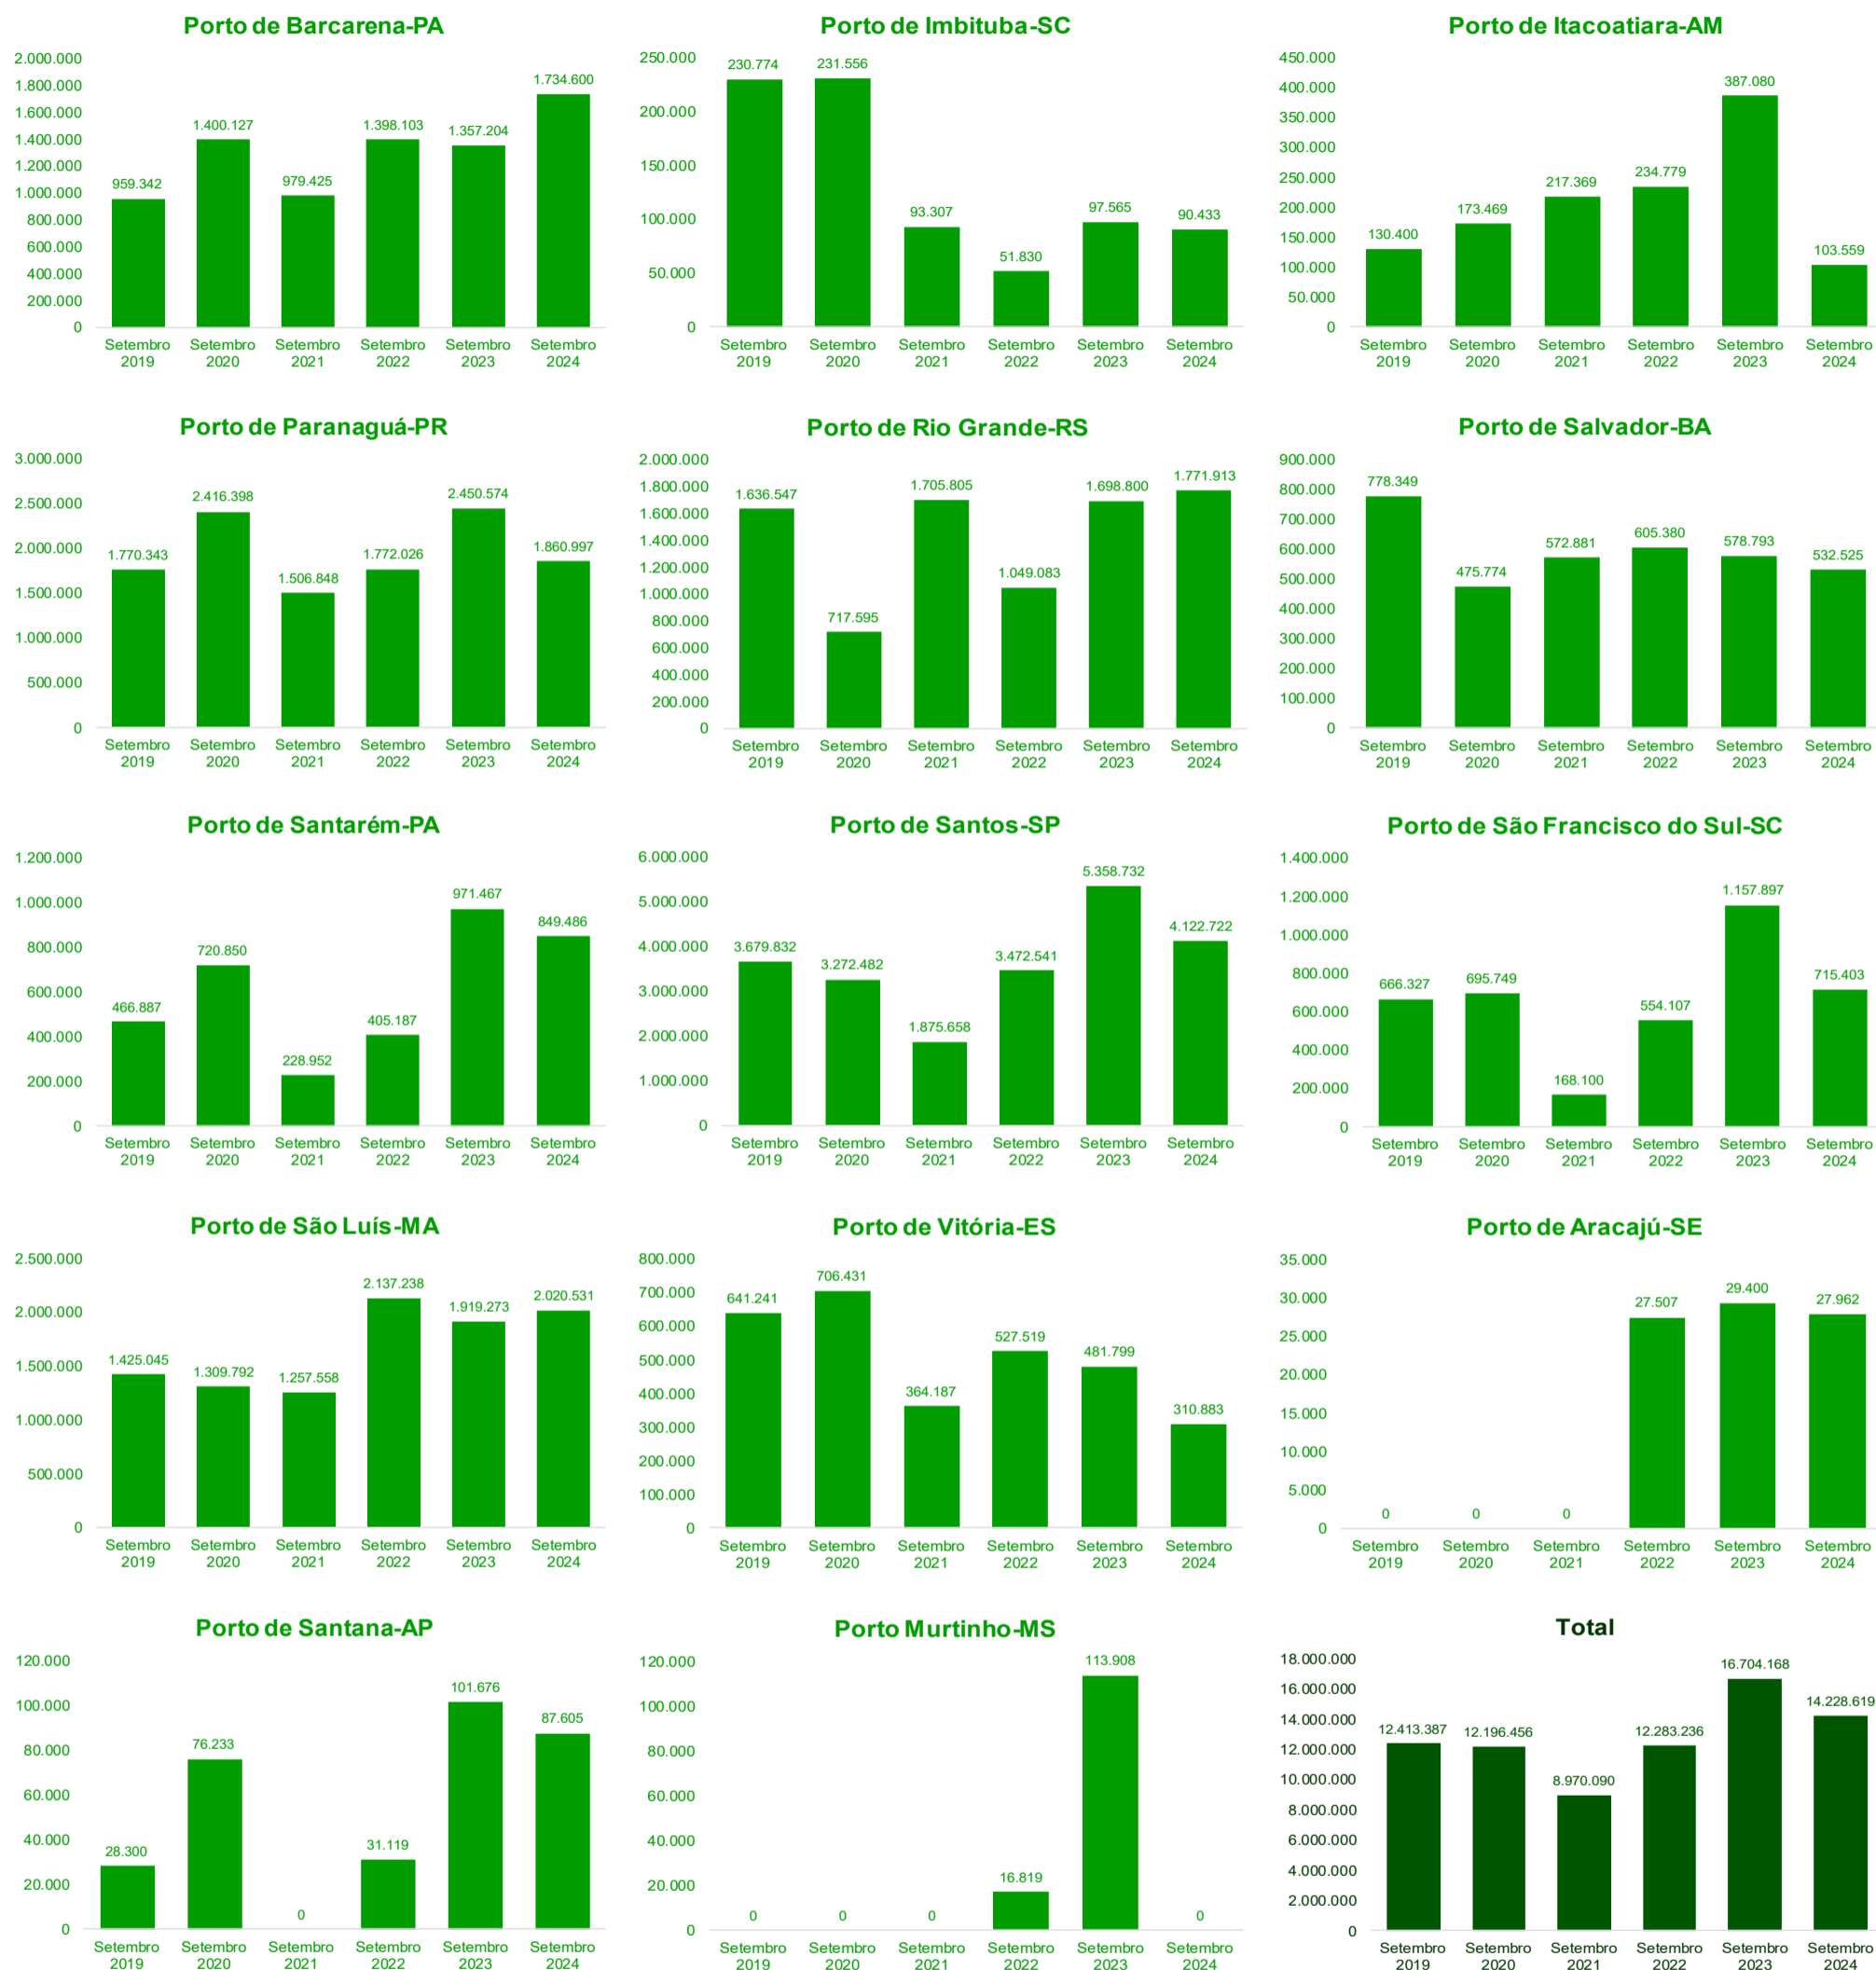 Porto de Barcarena-PA
2.000.000
1.800.000
1.600.000
1.400.000
1.200.000
1.000.000
800.000
600.000
400.000
200.000
0
959.342
1.400.127
979.425
1.398.103
1.357.204
1.734.600
Setembro 2019
Setembro 2020
Setembro 2021
Setembro 2022
Setembro 2023
Setembro 2024
Porto de Imbituba-SC
250.000
200.000
150.000
100.000
50.000
0
230.774
231.556
93.307
51.830
97.565
90.433
Setembro 2019
Setembro 2020
Setembro 2021
Setembro 2022
Setembro 2023
Setembro 2024
Porto de Itacoatiara-AM
450.000
400.000
350.000
300.000
250.000
200.000
150.000
100.000
50.000
0
130.400
173.469
217.369
234.779
387.080
103.559
Setembro 2019
Setembro 2020
Setembro 2021
Setembro 2022
Setembro 2023
Setembro 2024
Porto de Paranaguá-PR
3.000.000
2.500.000
2.000.000
1.500.000
1.000.000
500.000
0
1.770.343
2.416.398
1.506.848
1.772.026
2.450.574
1.860.997
Setembro 2019
Setembro 2020
Setembro 2021
Setembro 2022
Setembro 2023
Setembro 2024
Porto de Rio Grande-RS
2.000.000
1.800.000
1.600.000
1.400.000
1.200.000
1.000.000
800.000
600.000
400.000
200.000
0
1.636.547
717.595
1.705.805
1.049.083
1.698.800
1.771.913
Setembro 2019
Setembro 2020
Setembro 2021
Setembro 2022
Setembro 2023
Setembro 2024
Porto de Salvador-BA
900.000
800.000
700.000
600.000
500.000
400.000
300.000
200.000
100.000
0
778.349
475.774
572.881
605.380
578.793
532.525
Setembro 2019
Setembro 2020
Setembro 2021
Setembro 2022
Setembro 2023
Setembro 2024
Porto de Santarém-PA
1.200.000
1.000.000
800.000
600.000
400.000
200.000
0
466.887
720.850
228.952
405.187
971.467
849.486
Setembro 2019
Setembro 2020
Setembro 2021
Setembro 2022
Setembro 2023
Setembro 2024
Porto de Santos-SP
6.000.000
5.000.000
4.000.000
3.000.000
2.000.000
1.000.000
0
3.679.832
3.272.482
1.875.658
3.472.541
5.358.732
4.122.722
Setembro 2019
Setembro 2020
Setembro 2021
Setembro 2022
Setembro 2023
Setembro 2024
Porto de São Francisco do Sul-SC
1.400.000
1.200.000
1.000.000
800.000
600.000
400.000
200.000
0
666.327
695.749
168.100
554.107
1.157.897
715.403
Setembro 2019
Setembro 2020
Setembro 2021
Setembro 2022
Setembro 2023
Setembro 2024
Porto de São Luís-MA
2.500.000
2.000.000
1.500.000
1.000.000
500.000
0
1.425.045
1.309.792
1.257.558
2.137.238
1.919.273
2.020.531
Setembro 2019
Setembro 2020
Setembro 2021
Setembro 2022
Setembro 2023
Setembro 2024
Porto de Vitória-ES
800.000
700.000
600.000
500.000
400.000
300.000
200.000
100.000
0
641.241
706.431
364.187
527.519
481.799
310.883
Setembro 2019
Setembro 2020
Setembro 2021
Setembro 2022
Setembro 2023
Setembro 2024
Porto de Aracajú-SE
35.000
30.000
25.000
20.000
15.000
10.000
5.000
0
0
0
0
27.507
29.400
27.962
Setembro 2019
Setembro 2020
Setembro 2021
Setembro 2022
Setembro 2023
Setembro 2024
Porto de Santana-AP
120.000
100.000
80.000
60.000
40.000
20.000
0
28.300
76.233
0
31.119
101.676
87.605
Setembro 2019
Setembro 2020
Setembro 2021
Setembro 2022
Setembro 2023
Setembro 2024
Porto Murtinho-MS
120.000
100.000
80.000
60.000
40.000
20.000
0
0
0
0
16.819
113.908
0
Setembro 2019
Setembro 2020
Setembro 2021
Setembro 2022
Setembro 2023
Setembro 2024
Total
18.000.000
16.000.000
14.000.000
12.000.000
10.000.000
8.000.000
6.000.000
4.000.000
2.000.000
0
12.413.387
12.196.456
8.970.090
12.283.236
16.704.168
14.228.619
Setembro 2019
Setembro 2020
Setembro 2021
Setembro 2022
Setembro 2023
Setembro 2024